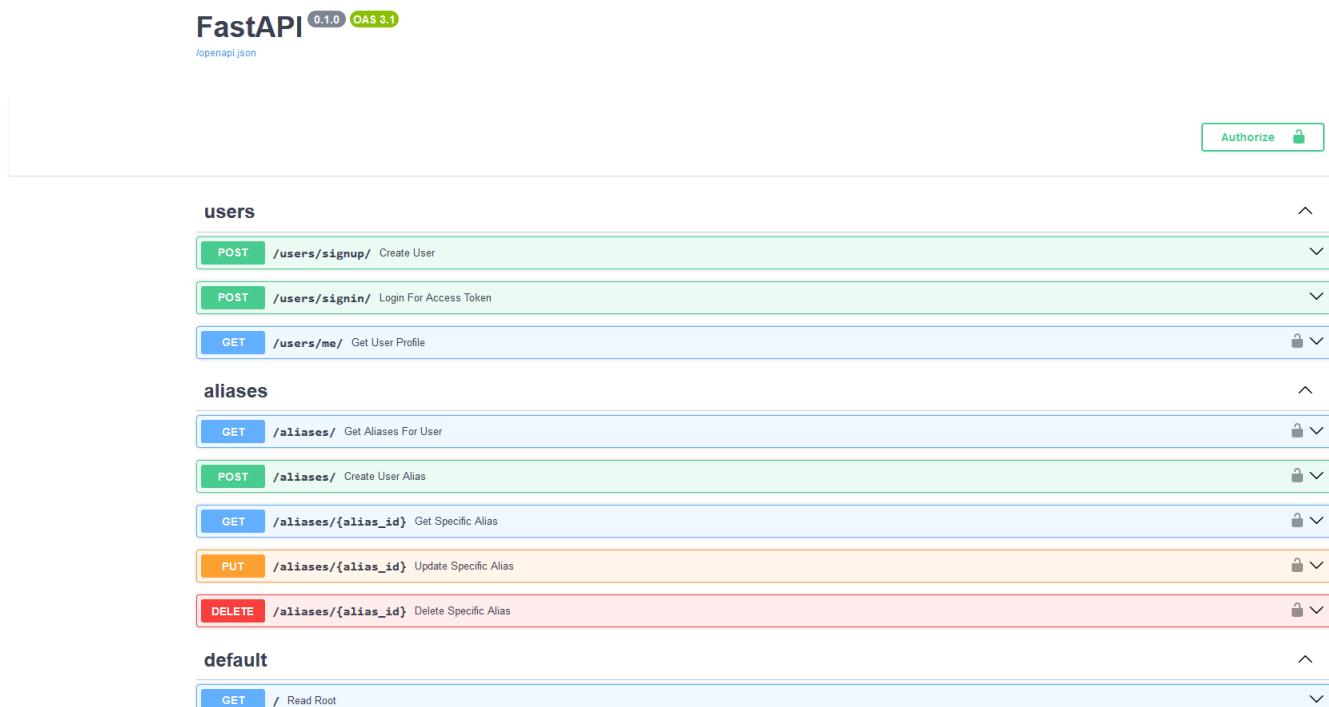 FastAPI 0.1.0 OAS 3.1
/openapi.json
Authorize
users
POST /users/signup/ Create User
POST /users/signin/ Login For Access Token
GET /users/me/ Get User Profile
aliases
GET /aliases/ Get Aliases For User
POST /aliases/ Create User Alias
GET /aliases/{alias_id} Get Specific Alias
PUT /aliases/{alias_id} Update Specific Alias
DELETE /aliases/{alias_id} Delete Specific Alias
default
GET / Read Root